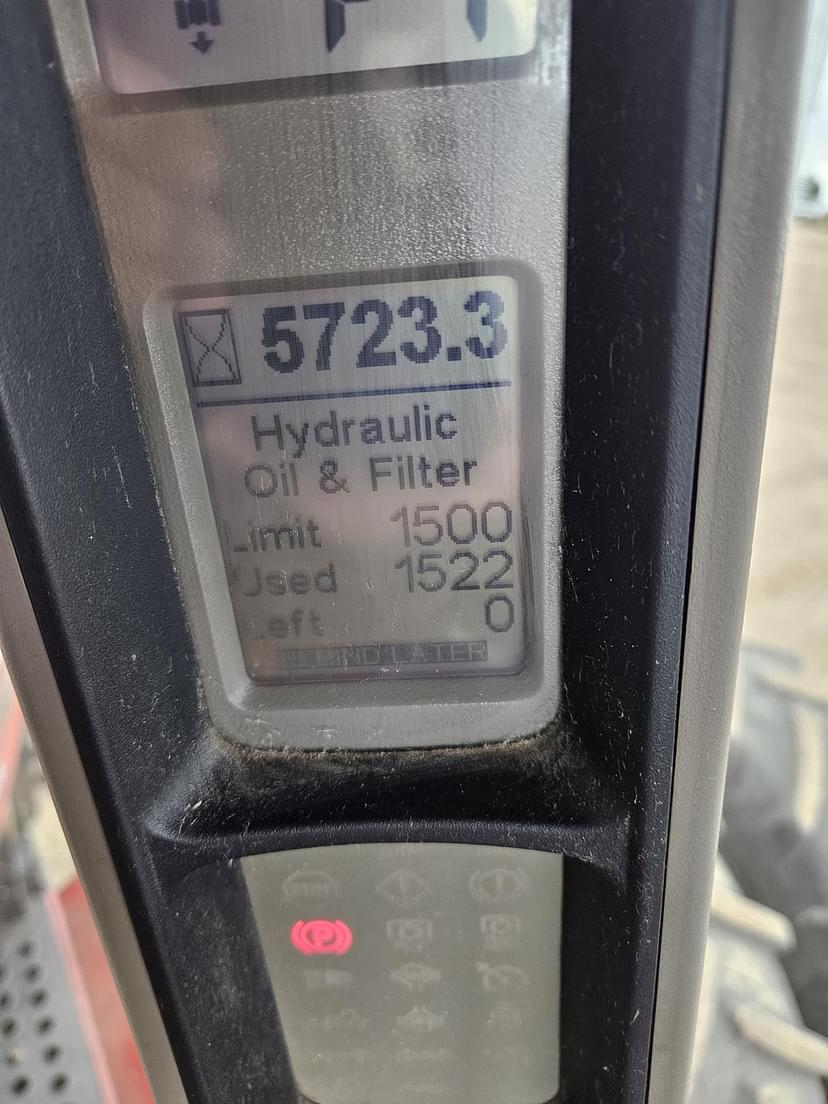 5723.3
Hydraulic
Oil & Filter
Limit 1500
Used 1522
Left 0
REMIND LATER
P